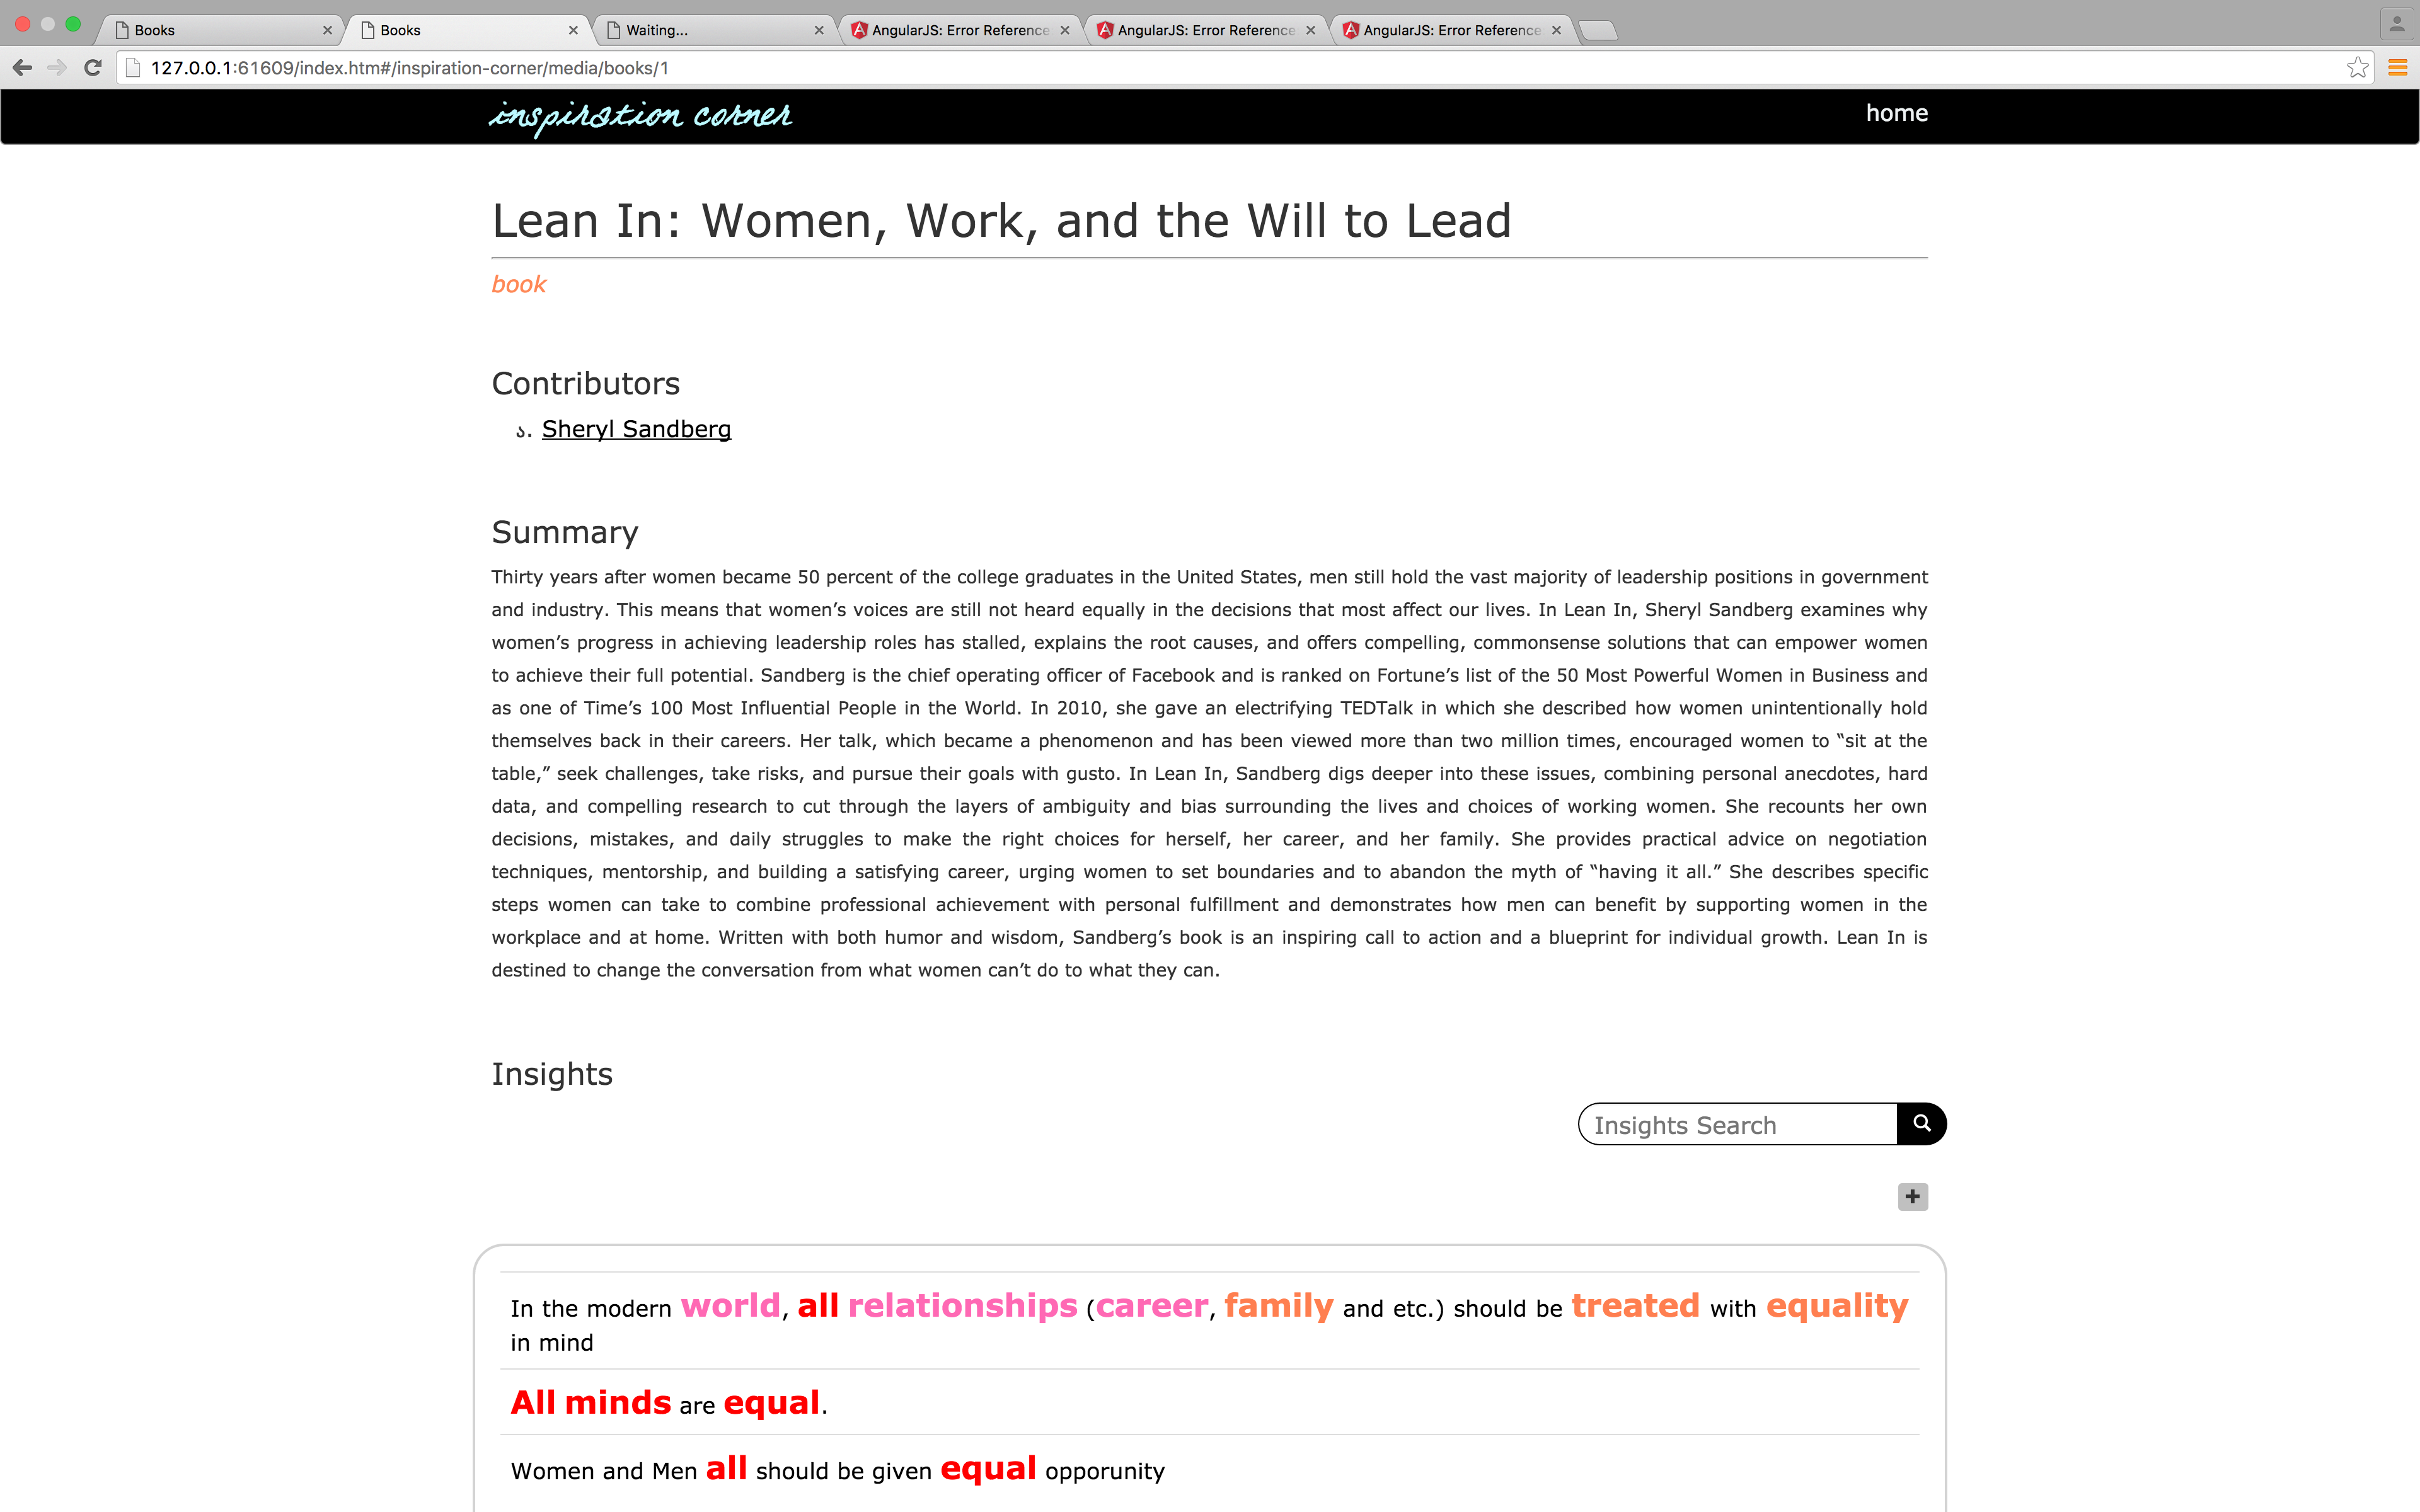 Books
Books
Waiting...
AngularJS: Error Reference
AngularJS: Error Reference
AngularJS: Error Reference
127.0.0.1:61609/index.htm#/inspiration-corner/media/books/1
inspiration corner
home
Lean In: Women, Work, and the Will to Lead
book
Contributors
ა. Sheryl Sandberg
Summary
Thirty years after women became 50 percent of the college graduates in the United States, men still hold the vast majority of leadership positions in government
and industry. This means that women’s voices are still not heard equally in the decisions that most affect our lives. In Lean In, Sheryl Sandberg examines why
women’s progress in achieving leadership roles has stalled, explains the root causes, and offers compelling, commonsense solutions that can empower women
to achieve their full potential. Sandberg is the chief operating officer of Facebook and is ranked on Fortune’s list of the 50 Most Powerful Women in Business and
as one of Time’s 100 Most Influential People in the World. In 2010, she gave an electrifying TEDTalk in which she described how women unintentionally hold
themselves back in their careers. Her talk, which became a phenomenon and has been viewed more than two million times, encouraged women to “sit at the
table,” seek challenges, take risks, and pursue their goals with gusto. In Lean In, Sandberg digs deeper into these issues, combining personal anecdotes, hard
data, and compelling research to cut through the layers of ambiguity and bias surrounding the lives and choices of working women. She recounts her own
decisions, mistakes, and daily struggles to make the right choices for herself, her career, and her family. She provides practical advice on negotiation
techniques, mentorship, and building a satisfying career, urging women to set boundaries and to abandon the myth of “having it all.” She describes specific
steps women can take to combine professional achievement with personal fulfillment and demonstrates how men can benefit by supporting women in the
workplace and at home. Written with both humor and wisdom, Sandberg’s book is an inspiring call to action and a blueprint for individual growth. Lean In is
destined to change the conversation from what women can’t do to what they can.
Insights
Insights Search
In the modern world, all relationships (career, family and etc.) should be treated with equality
in mind
All minds are equal.
Women and Men all should be given equal opporunity